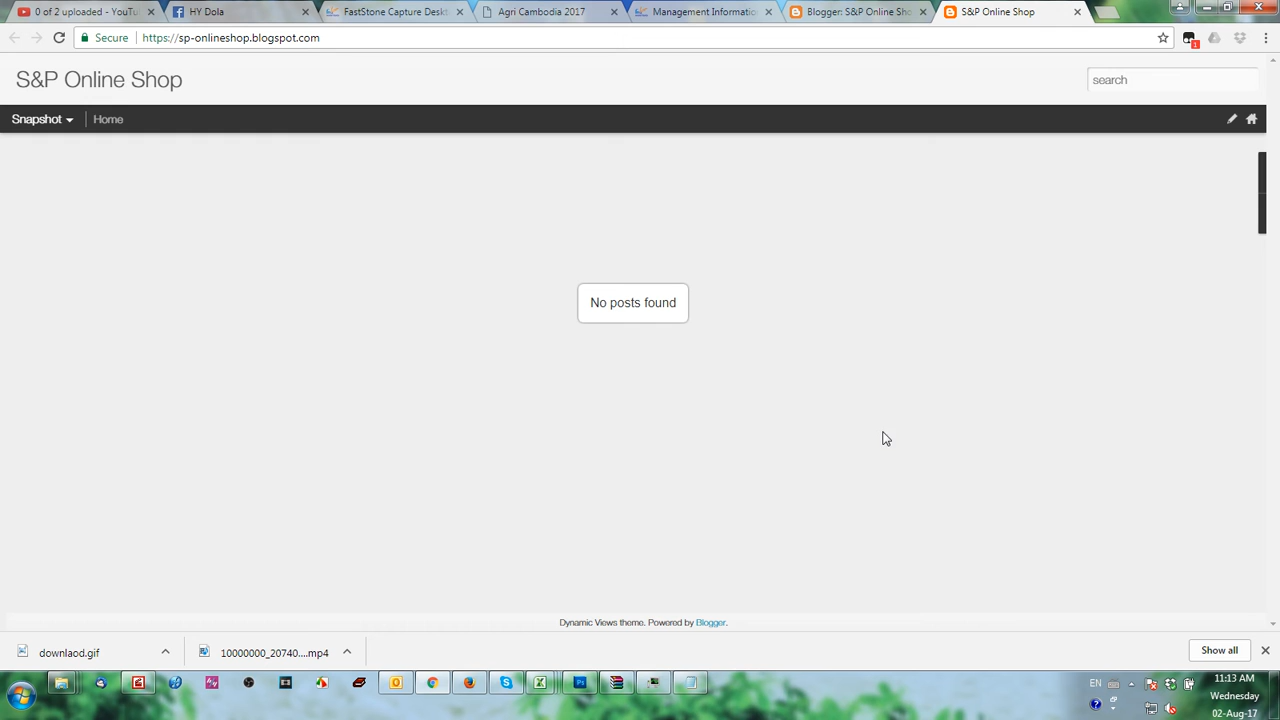 0 of 2 uploaded - YouTu
HY Dola
FastStone Capture Deskt
Agri Cambodia 2017
Management Informatio
Blogger: S&P Online Sho
S&P Online Shop
Secure
https://sp-onlineshop.blogspot.com
1
S&P Online Shop
search
Snapshot
Home
No posts found
Dynamic Views theme. Powered by Blogger.
downlaod.gif
10000000_20740....mp4
Show all
EN
11:13 AM
Wednesday
02-Aug-17